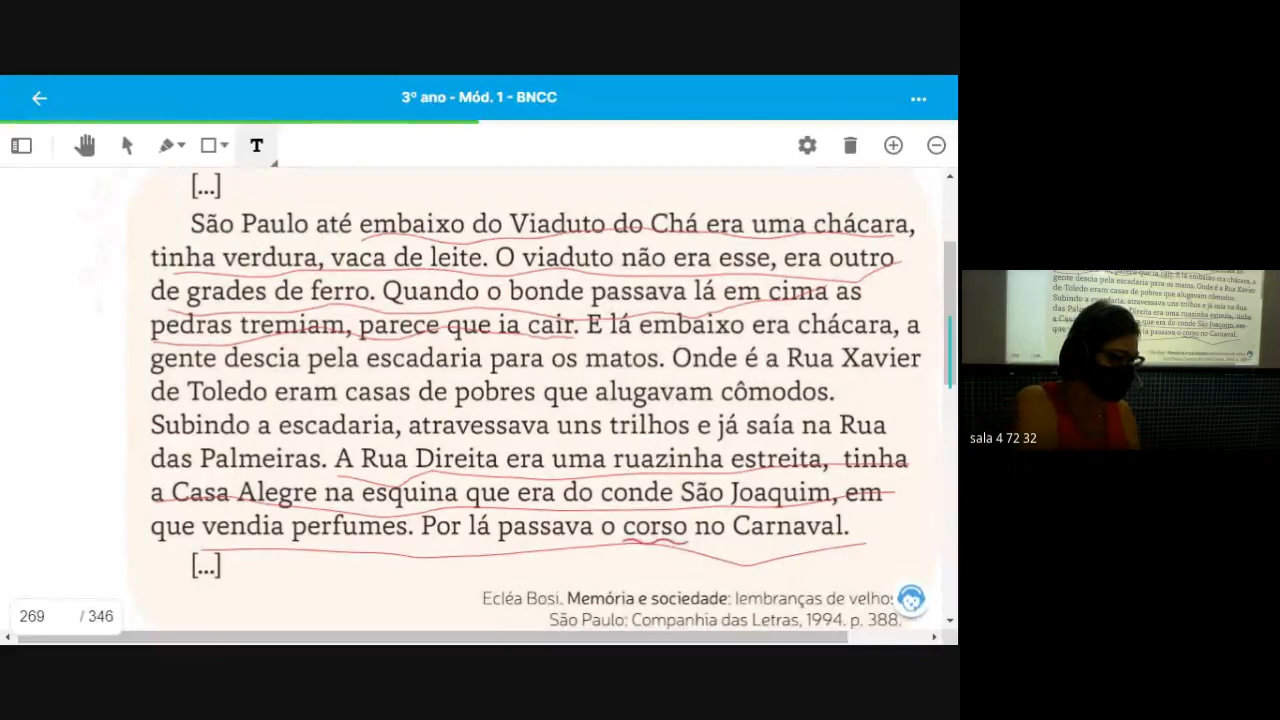 3º ano - Mód. 1 - BNCC
T
[...]
São Paulo até embaixo do Viaduto do Chá era uma chácara,
tinha verdura, vaca de leite. O viaduto não era esse, era outro
de grades de ferro. Quando o bonde passava lá em cima as
pedras tremiam, parece que ia cair. E lá embaixo era chácara, a
gente descia pela escadaria para os matos. Onde é a Rua Xavier
de Toledo eram casas de pobres que alugavam cômodos.
Subindo a escadaria, atravessava uns trilhos e já saía na Rua
das Palmeiras. A Rua Direita era uma ruazinha estreita, tinha
a Casa Alegre na esquina que era do conde São Joaquim, em
que vendia perfumes. Por lá passava o corso no Carnaval.
[...]
Ecléa Bosi. Memória e sociedade: lembranças de velhos.
São Paulo: Companhia das Letras, 1994. p. 388.
269 / 346
sala 4 72 32